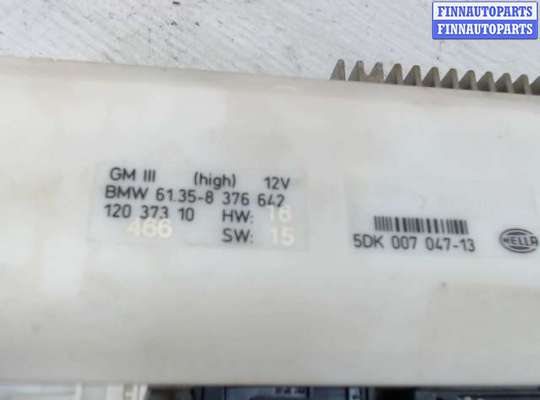 FINNAUTOPARTS
FINNAUTOPARTS
GM III (high) 12V
BMW 61.35-8 376 642
120 373 10 HW: 16
466 SW: 15
5DK 007 047-13
HELLA